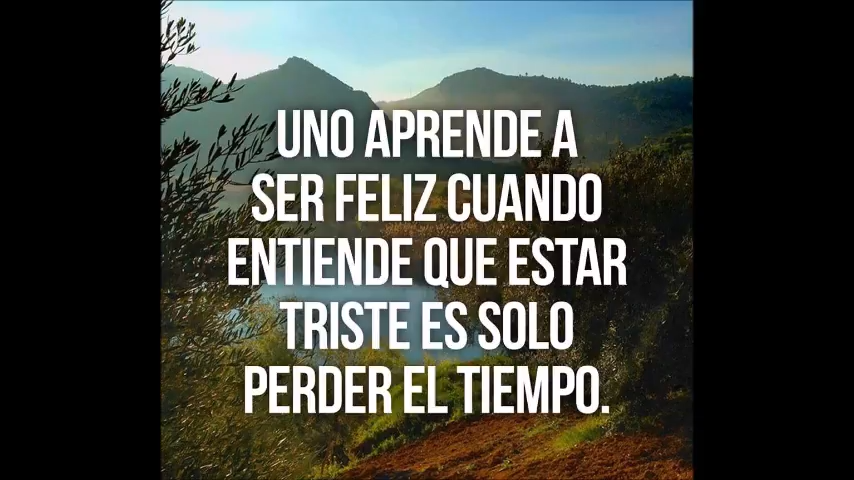 UNO APRENDE A
SER FELIZ CUANDO
ENTIENDE QUE ESTAR
TRISTE ES SOLO
PERDER EL TIEMPO.